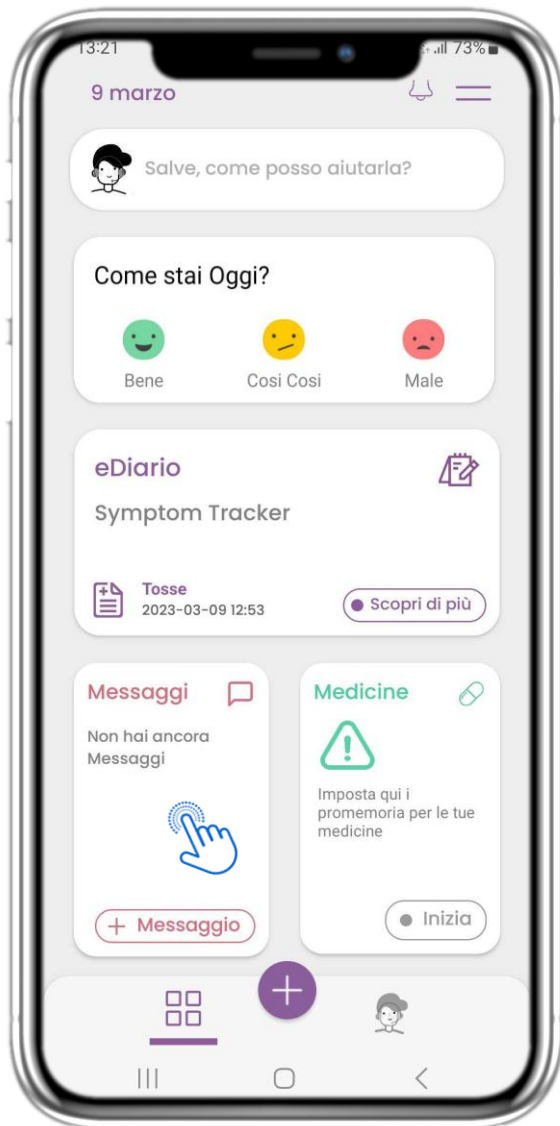 13:21
73%
9 marzo
Salve, come posso aiutarla?
Come stai Oggi?
Bene
Cosi Cosi
Male
eDiario
Symptom Tracker
Tosse
2023-03-09 12:53
Scopri di più
Messaggi
Non hai ancora
Messaggi
+ Messaggio
Medicine
Imposta qui i
promemoria per le tue
medicine
Inizia